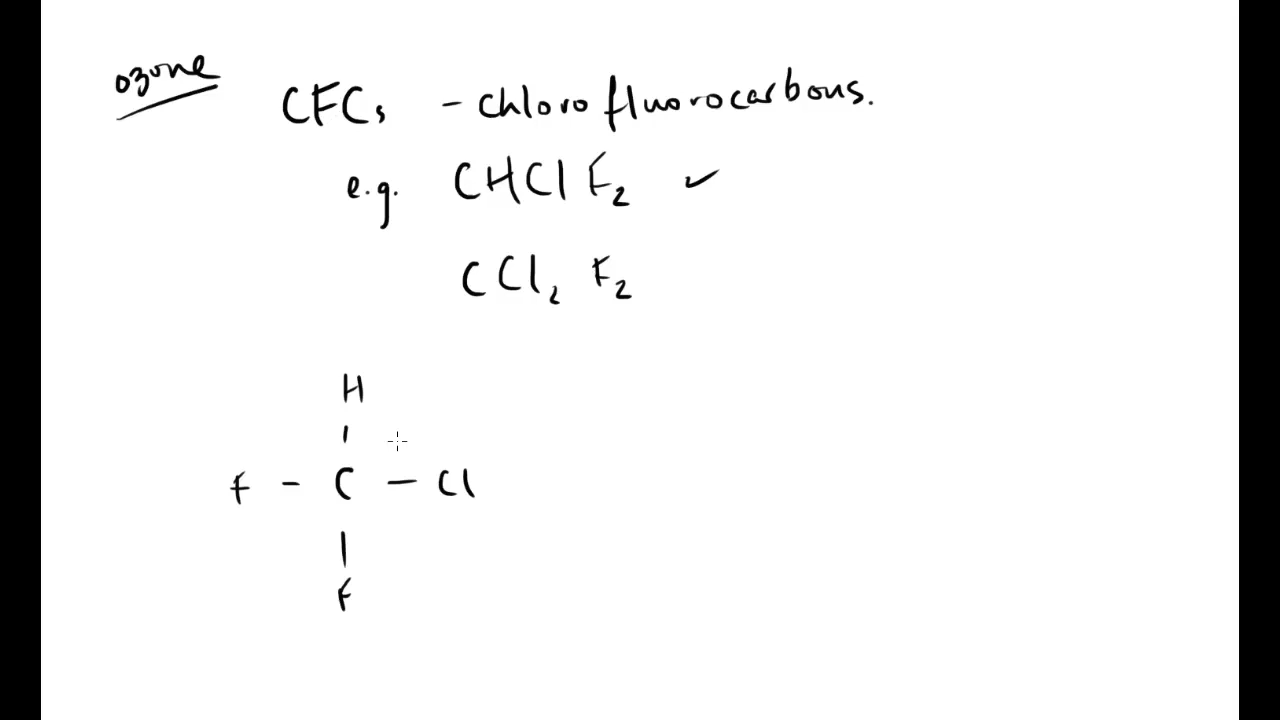 ozone
CFCs - chlorofluorocarbons.
e.g. CHClF₂ ✓
CCl₂F₂
H
F - C - Cl
F